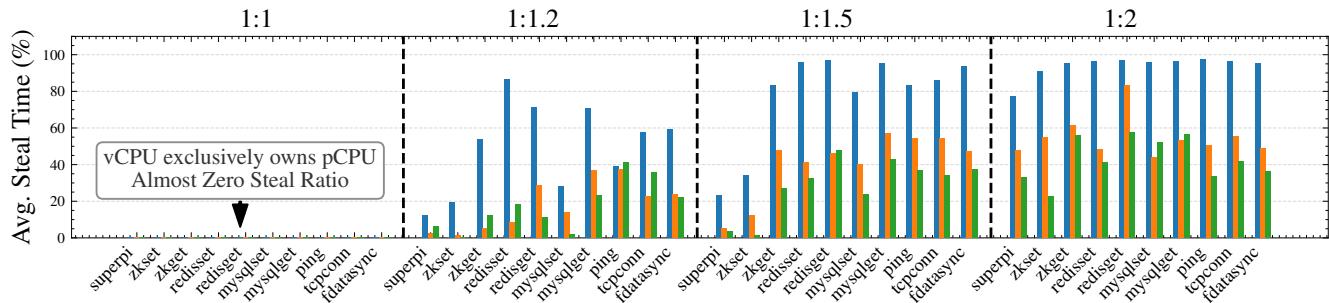 1:1 1:1.2 1:1.5 1:2
Avg. Steal Time (%)
100
80
60
40
20
0
vCPU exclusively owns pCPU
Almost Zero Steal Ratio
superpi zkset zkget redisset redisget mysqlset mysqlget ping tcpconn fdatasync superpi zkset zkget redisset redisget mysqlset mysqlget ping tcpconn fdatasync superpi zkset zkget redisset redisget mysqlset mysqlget ping tcpconn fdatasync superpi zkset zkget redisset redisget mysqlset mysqlget ping tcpconn fdatasync